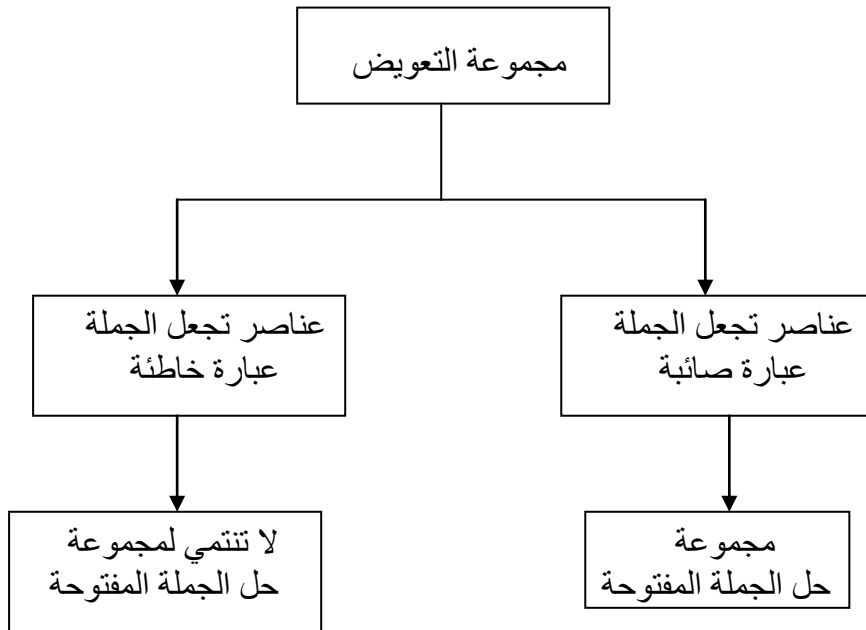 مجموعة التعويض
عناصر تجعل الجملة
عبارة صائبة
عناصر تجعل الجملة
عبارة خاطئة
مجموعة
حل الجملة المفتوحة
لا تنتمي لمجموعة
حل الجملة المفتوحة